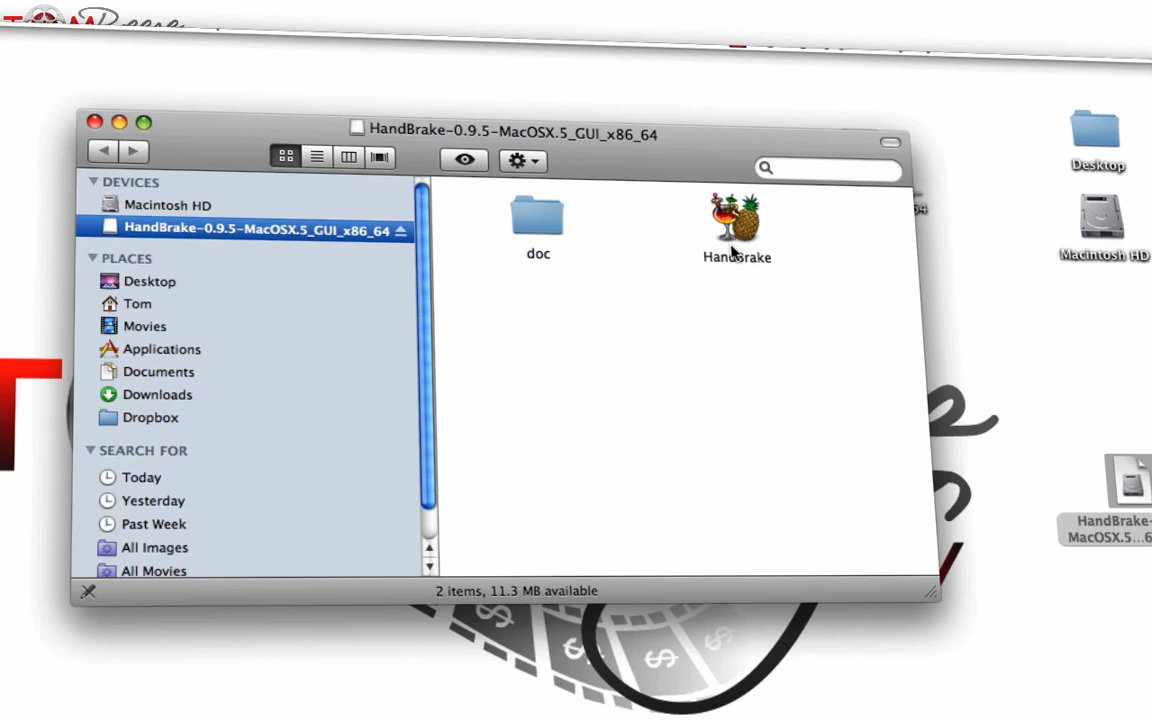 HandBrake-0.9.5-MacOSX.5_GUI_x86_64
DEVICES
Macintosh HD
HandBrake-0.9.5-MacOSX.5_GUI_x86_64
PLACES
Desktop
Tom
Movies
Applications
Documents
Downloads
Dropbox
SEARCH FOR
Today
Yesterday
Past Week
All Images
All Movies
doc
HandBrake
2 items, 11.3 MB available
Desktop
Macintosh HD
64
HandBrake-
MacOSX.5...6